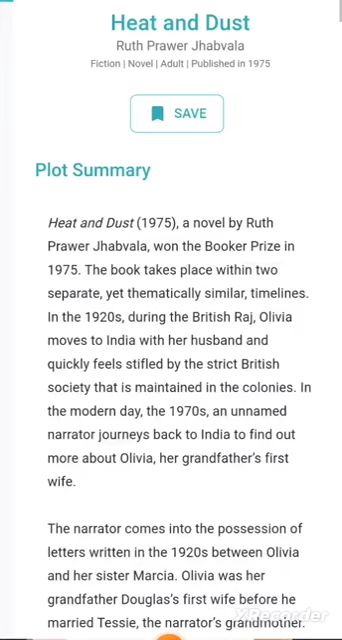 Heat and Dust
Ruth Prawer Jhabvala
Fiction | Novel | Adult | Published in 1975
SAVE
Plot Summary
Heat and Dust (1975), a novel by Ruth
Prawer Jhabvala, won the Booker Prize in
1975. The book takes place within two
separate, yet thematically similar, timelines.
In the 1920s, during the British Raj, Olivia
moves to India with her husband and
quickly feels stifled by the strict British
society that is maintained in the colonies. In
the modern day, the 1970s, an unnamed
narrator journeys back to India to find out
more about Olivia, her grandfather’s first
wife.
The narrator comes into the possession of
letters written in the 1920s between Olivia
and her sister Marcia. Olivia was her
grandfather Douglas’s first wife before he
married Tessie, the narrator’s grandmother.
XRecorder